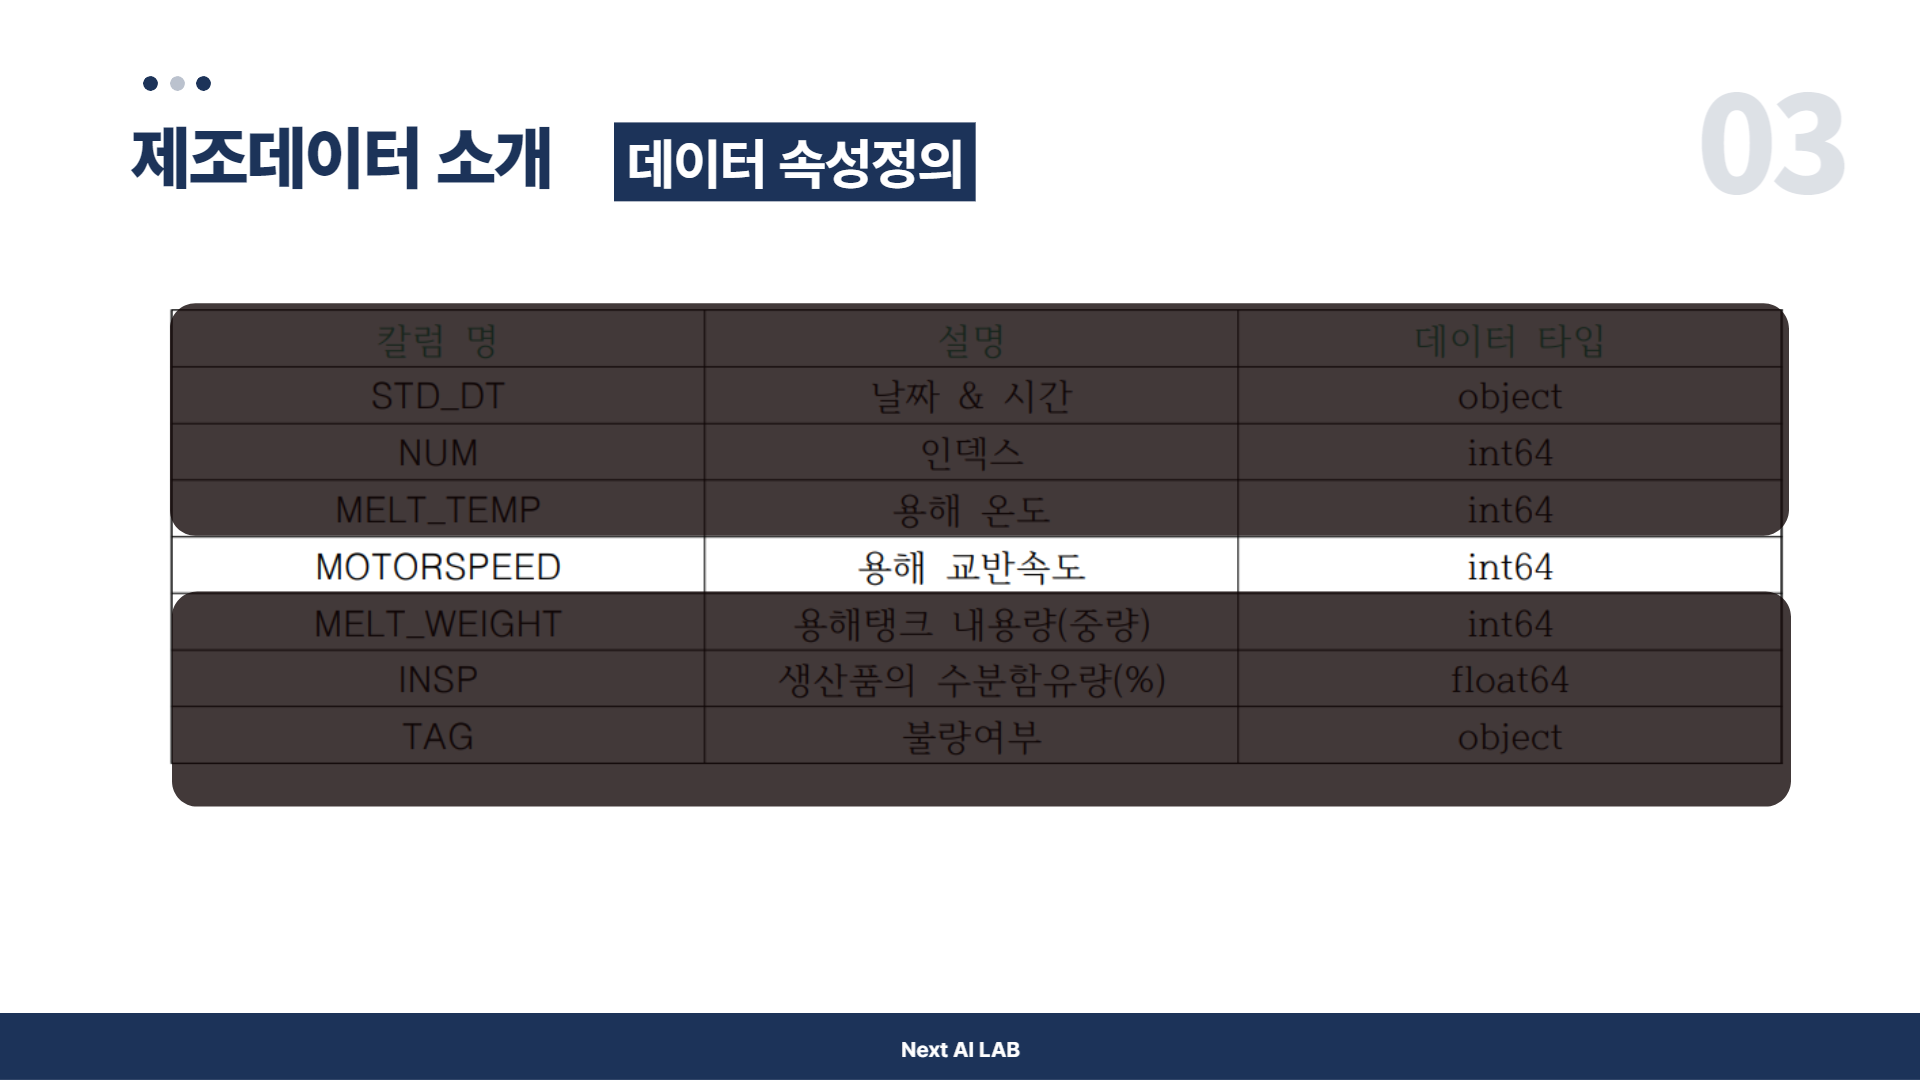 제조데이터 소개 데이터 속성정의 03
칼럼 명 설명 데이터 타입
STD_DT 날짜 & 시간 object
NUM 인덱스 int64
MELT_TEMP 용해 온도 int64
MOTORSPEED 용해 교반속도 int64
MELT_WEIGHT 용해탱크 내용량(중량) int64
INSP 생산품의 수분함유량(%) float64
TAG 불량여부 object
Next AI LAB